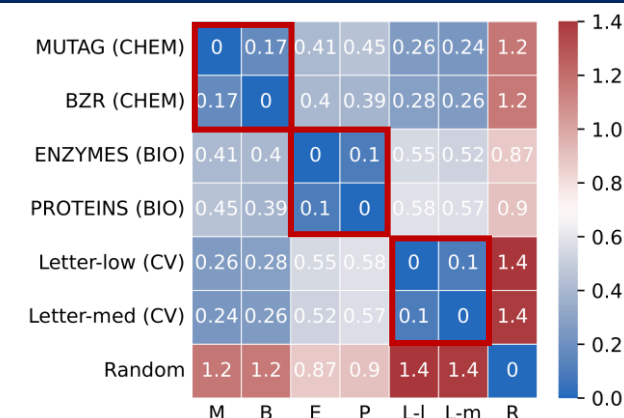 MUTAG (CHEM) 0 0.17 0.41 0.45 0.26 0.24 1.2
BZR (CHEM) 0.17 0 0.4 0.39 0.28 0.26 1.2
ENZYMES (BIO) 0.41 0.4 0 0.1 0.55 0.52 0.87
PROTEINS (BIO) 0.45 0.39 0.1 0 0.58 0.57 0.9
Letter-low (CV) 0.26 0.28 0.55 0.58 0 0.1 1.4
Letter-med (CV) 0.24 0.26 0.52 0.57 0.1 0 1.4
Random 1.2 1.2 0.87 0.9 1.4 1.4 0
M B E P L-l L-m R
1.4
1.2
1.0
0.8
0.6
0.4
0.2
0.0